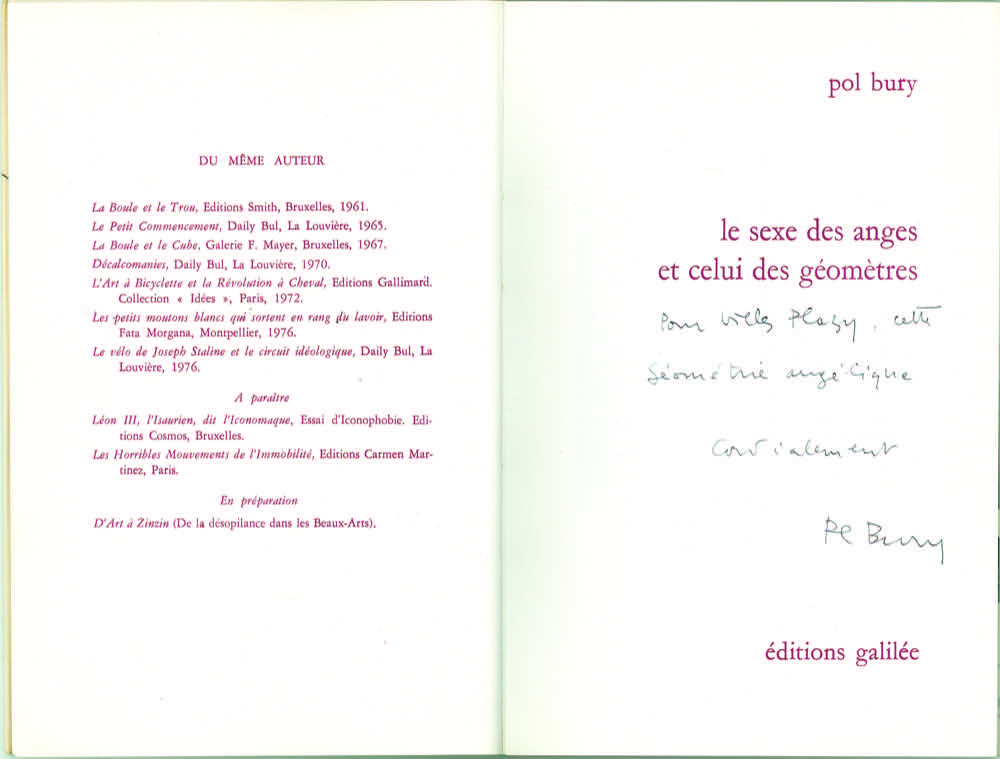 DU MÊME AUTEUR
La Boule et le Trou, Editions Smith, Bruxelles, 1961.
Le Petit Commencement, Daily Bul, La Louvière, 1965.
La Boule et le Cube, Galerie F. Mayer, Bruxelles, 1967.
Décalcomanies, Daily Bul, La Louvière, 1970.
L'Art à Bicyclette et la Révolution à Cheval, Editions Gallimard.
Collection « Idées », Paris, 1972.
Les petits moutons blancs qui sortent en rang du lavoir, Editions
Fata Morgana, Montpellier, 1976.
Le vélo de Joseph Staline et le circuit idéologique, Daily Bul, La
Louvière, 1976.
A paraître
Léon III, l'Isaurien, dit l'Iconomaque, Essai d'Iconophobie. Edi-
tions Cosmos, Bruxelles.
Les Horribles Mouvements de l'Immobilité, Editions Carmen Mar-
tinez, Paris.
En préparation
D'Art à Zinzin (De la désopilance dans les Beaux-Arts).
pol bury
le sexe des anges
et celui des géomètres
Pour Plazy, cette
géométrie angélique
Cordialement
Pol Bury
éditions galilée